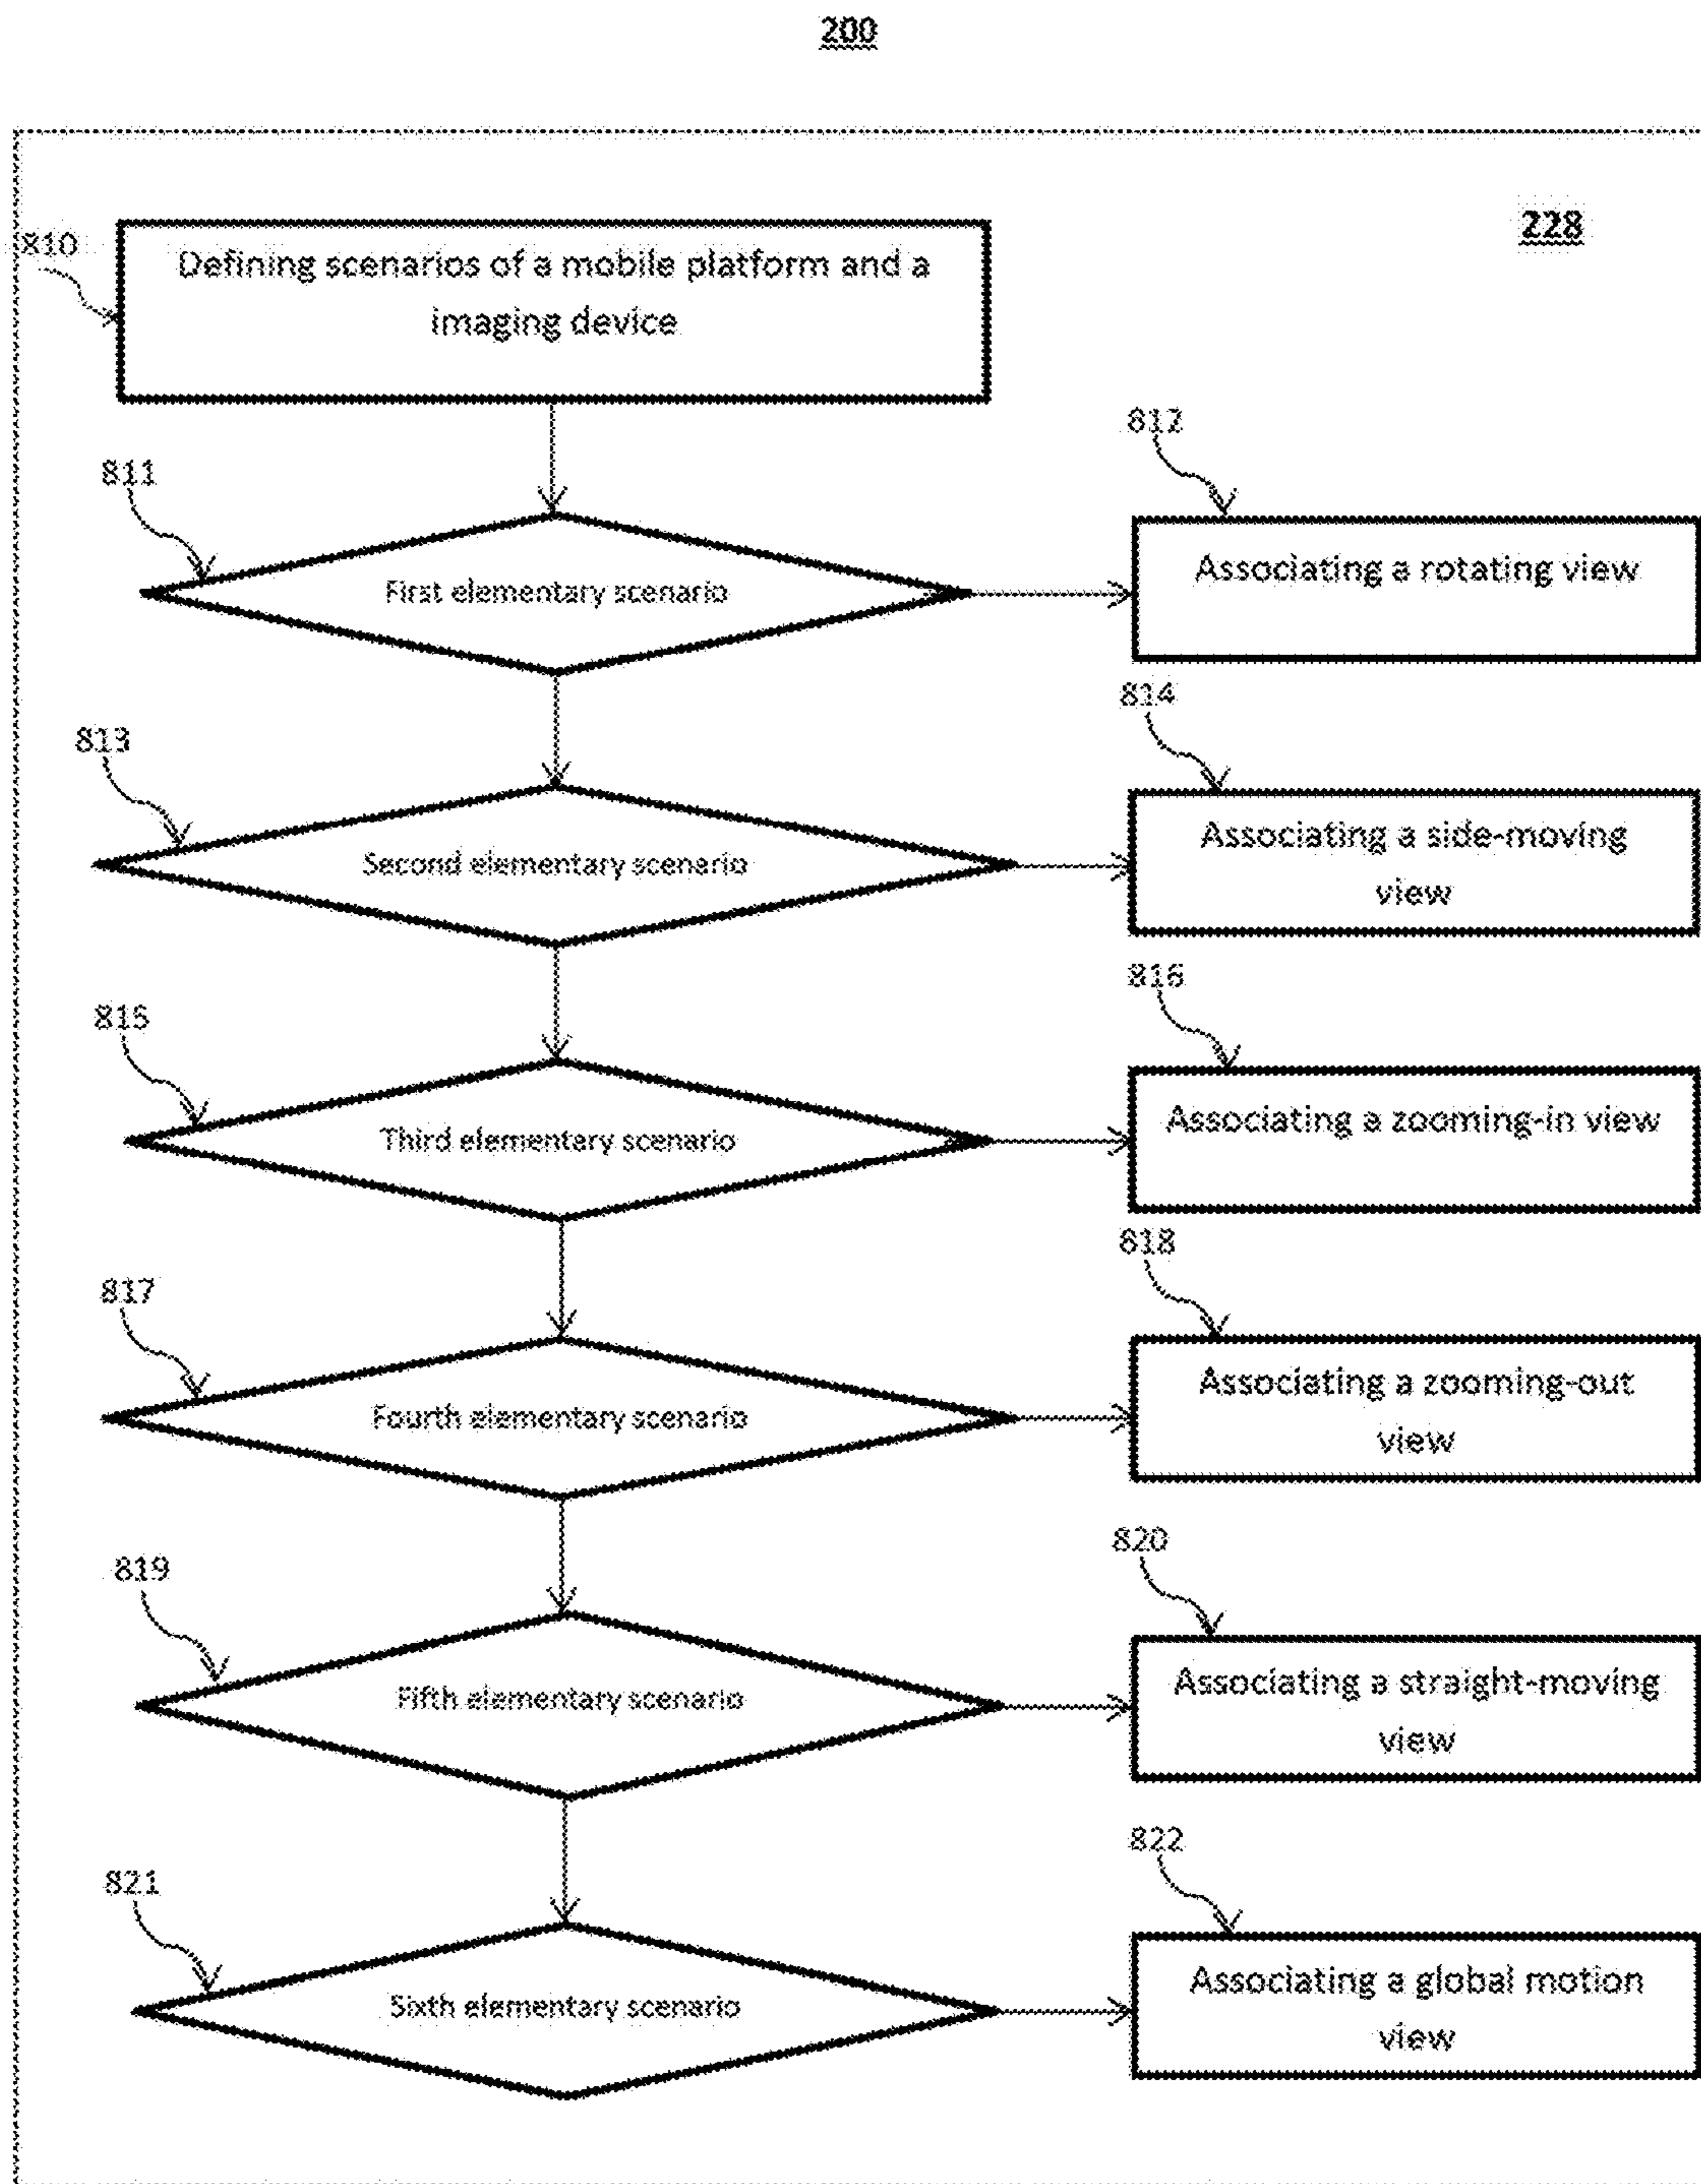 200
228
810
Defining scenarios of a mobile platform and a
imaging device
811
First elementary scenario
812
Associating a rotating view
813
Second elementary scenario
814
Associating a side-moving
view
815
Third elementary scenario
816
Associating a zooming-in view
817
Fourth elementary scenario
818
Associating a zooming-out
view
819
Fifth elementary scenario
820
Associating a straight-moving
view
821
Sixth elementary scenario
822
Associating a global motion
view